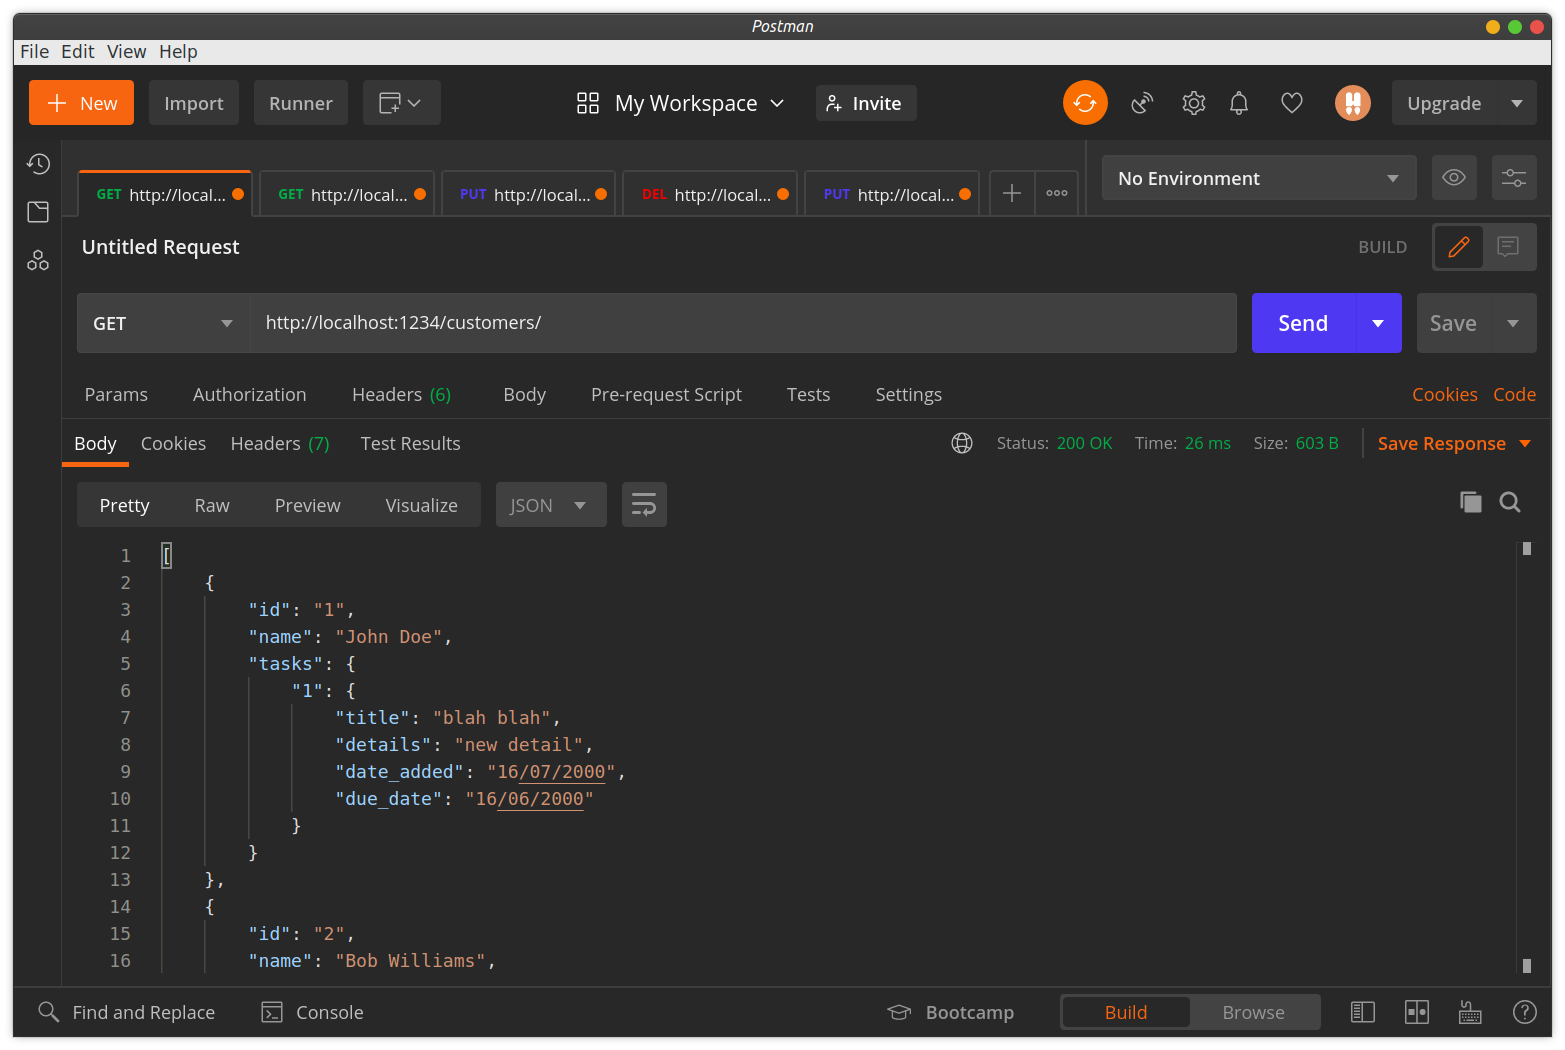 Postman
File Edit View Help
New Import Runner My Workspace Invite Upgrade
GET http://local... GET http://local... PUT http://local... DEL http://local... PUT http://local... No Environment
Untitled Request BUILD
GET http://localhost:1234/customers/ Send Save
Params Authorization Headers (6) Body Pre-request Script Tests Settings Cookies Code
Body Cookies Headers (7) Test Results Status: 200 OK Time: 26 ms Size: 603 B Save Response
Pretty Raw Preview Visualize JSON
1 [
2 {
3 "id": "1",
4 "name": "John Doe",
5 "tasks": {
6 "1": {
7 "title": "blah blah",
8 "details": "new detail",
9 "date_added": "16/07/2000",
10 "due_date": "16/06/2000"
11 }
12 }
13 },
14 {
15 "id": "2",
16 "name": "Bob Williams",
Find and Replace Console Bootcamp Build Browse